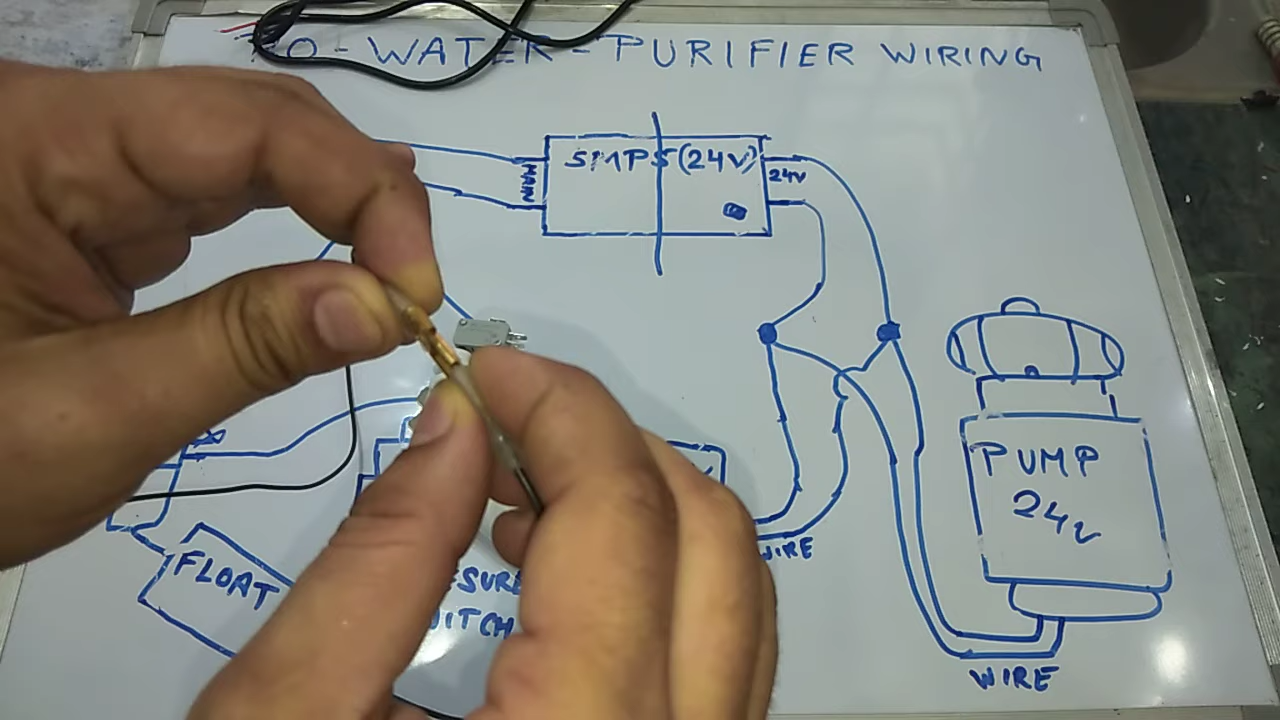 O-WATER-PURIFIER WIRING
SMPS(24V)
MAIN
24V
PUMP
24V
WIRE
FLOAT
WIRE